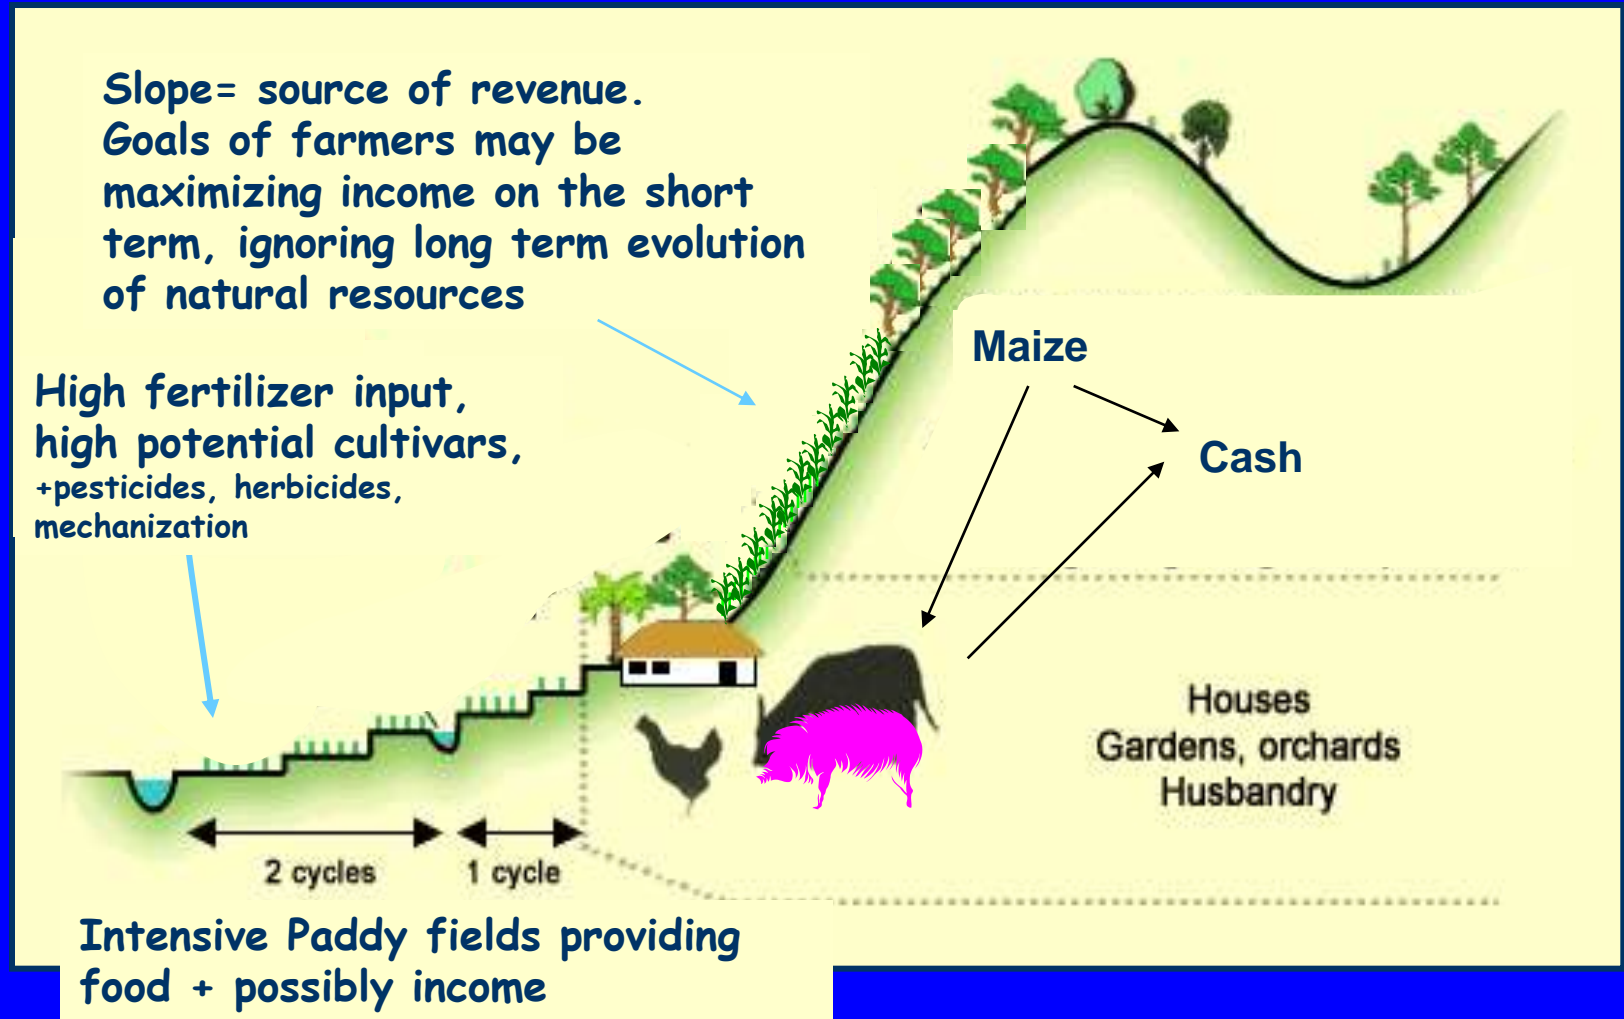 Slope= source of revenue.
Goals of farmers may be
maximizing income on the short
term, ignoring long term evolution
of natural resources
High fertilizer input,
high potential cultivars,
+pesticides, herbicides,
mechanization
Maize
Cash
Houses
Gardens, orchards
Husbandry
2 cycles
1 cycle
Intensive Paddy fields providing
food + possibly income